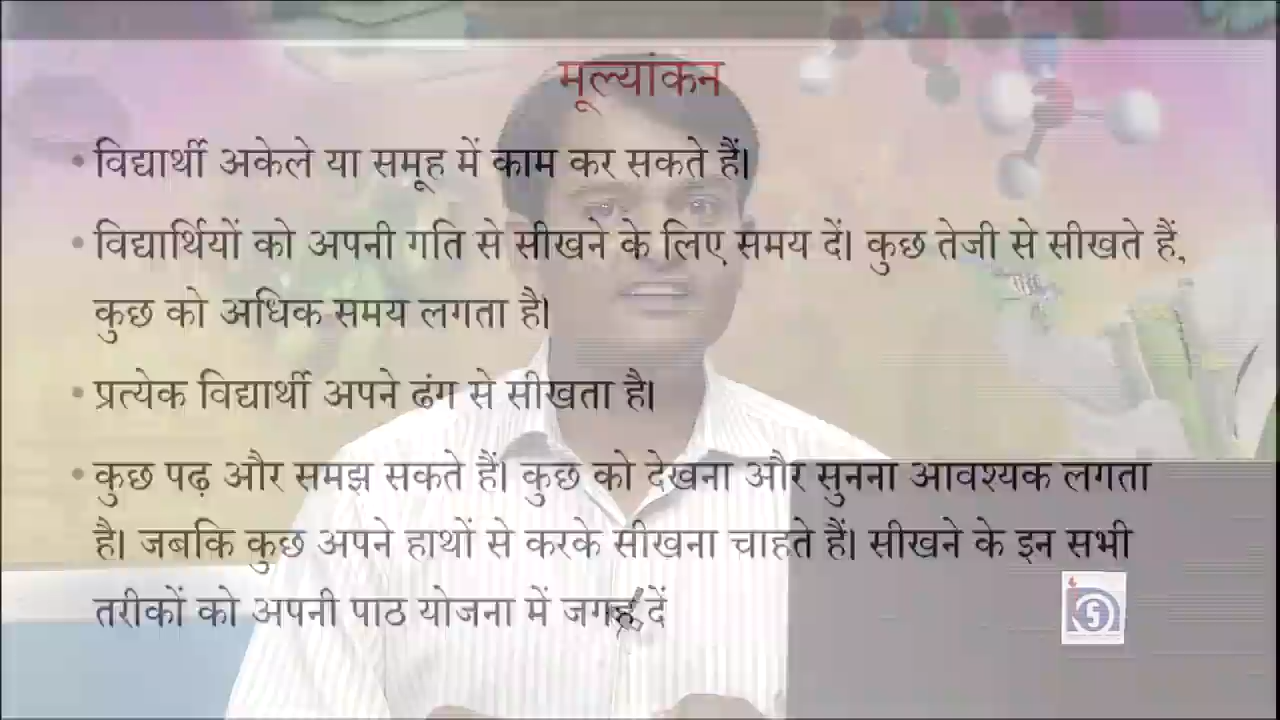 मूल्यांकन
• विद्यार्थी अकेले या समूह में काम कर सकते हैं।
• विद्यार्थियों को अपनी गति से सीखने के लिए समय दें। कुछ तेजी से सीखते हैं,
कुछ को अधिक समय लगता है।
• प्रत्येक विद्यार्थी अपने ढंग से सीखता है।
• कुछ पढ़ और समझ सकते हैं। कुछ को देखना और सुनना आवश्यक लगता
है। जबकि कुछ अपने हाथों से करके सीखना चाहते हैं। सीखने के इन सभी
तरीकों को अपनी पाठ योजना में जगह दें
5